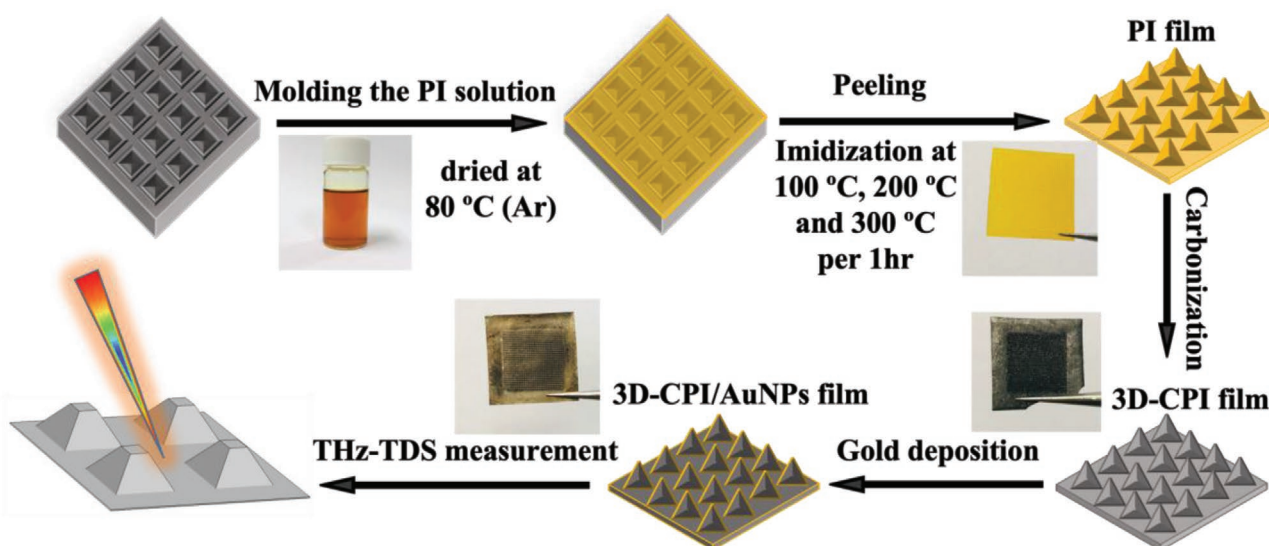 Molding the PI solution
dried at
80 ºC (Ar)
Peeling
Imidization at
100 ºC, 200 ºC
and 300 ºC
per 1hr
PI film
Carbonization
3D-CPI film
Gold deposition
3D-CPI/AuNPs film
THz-TDS measurement